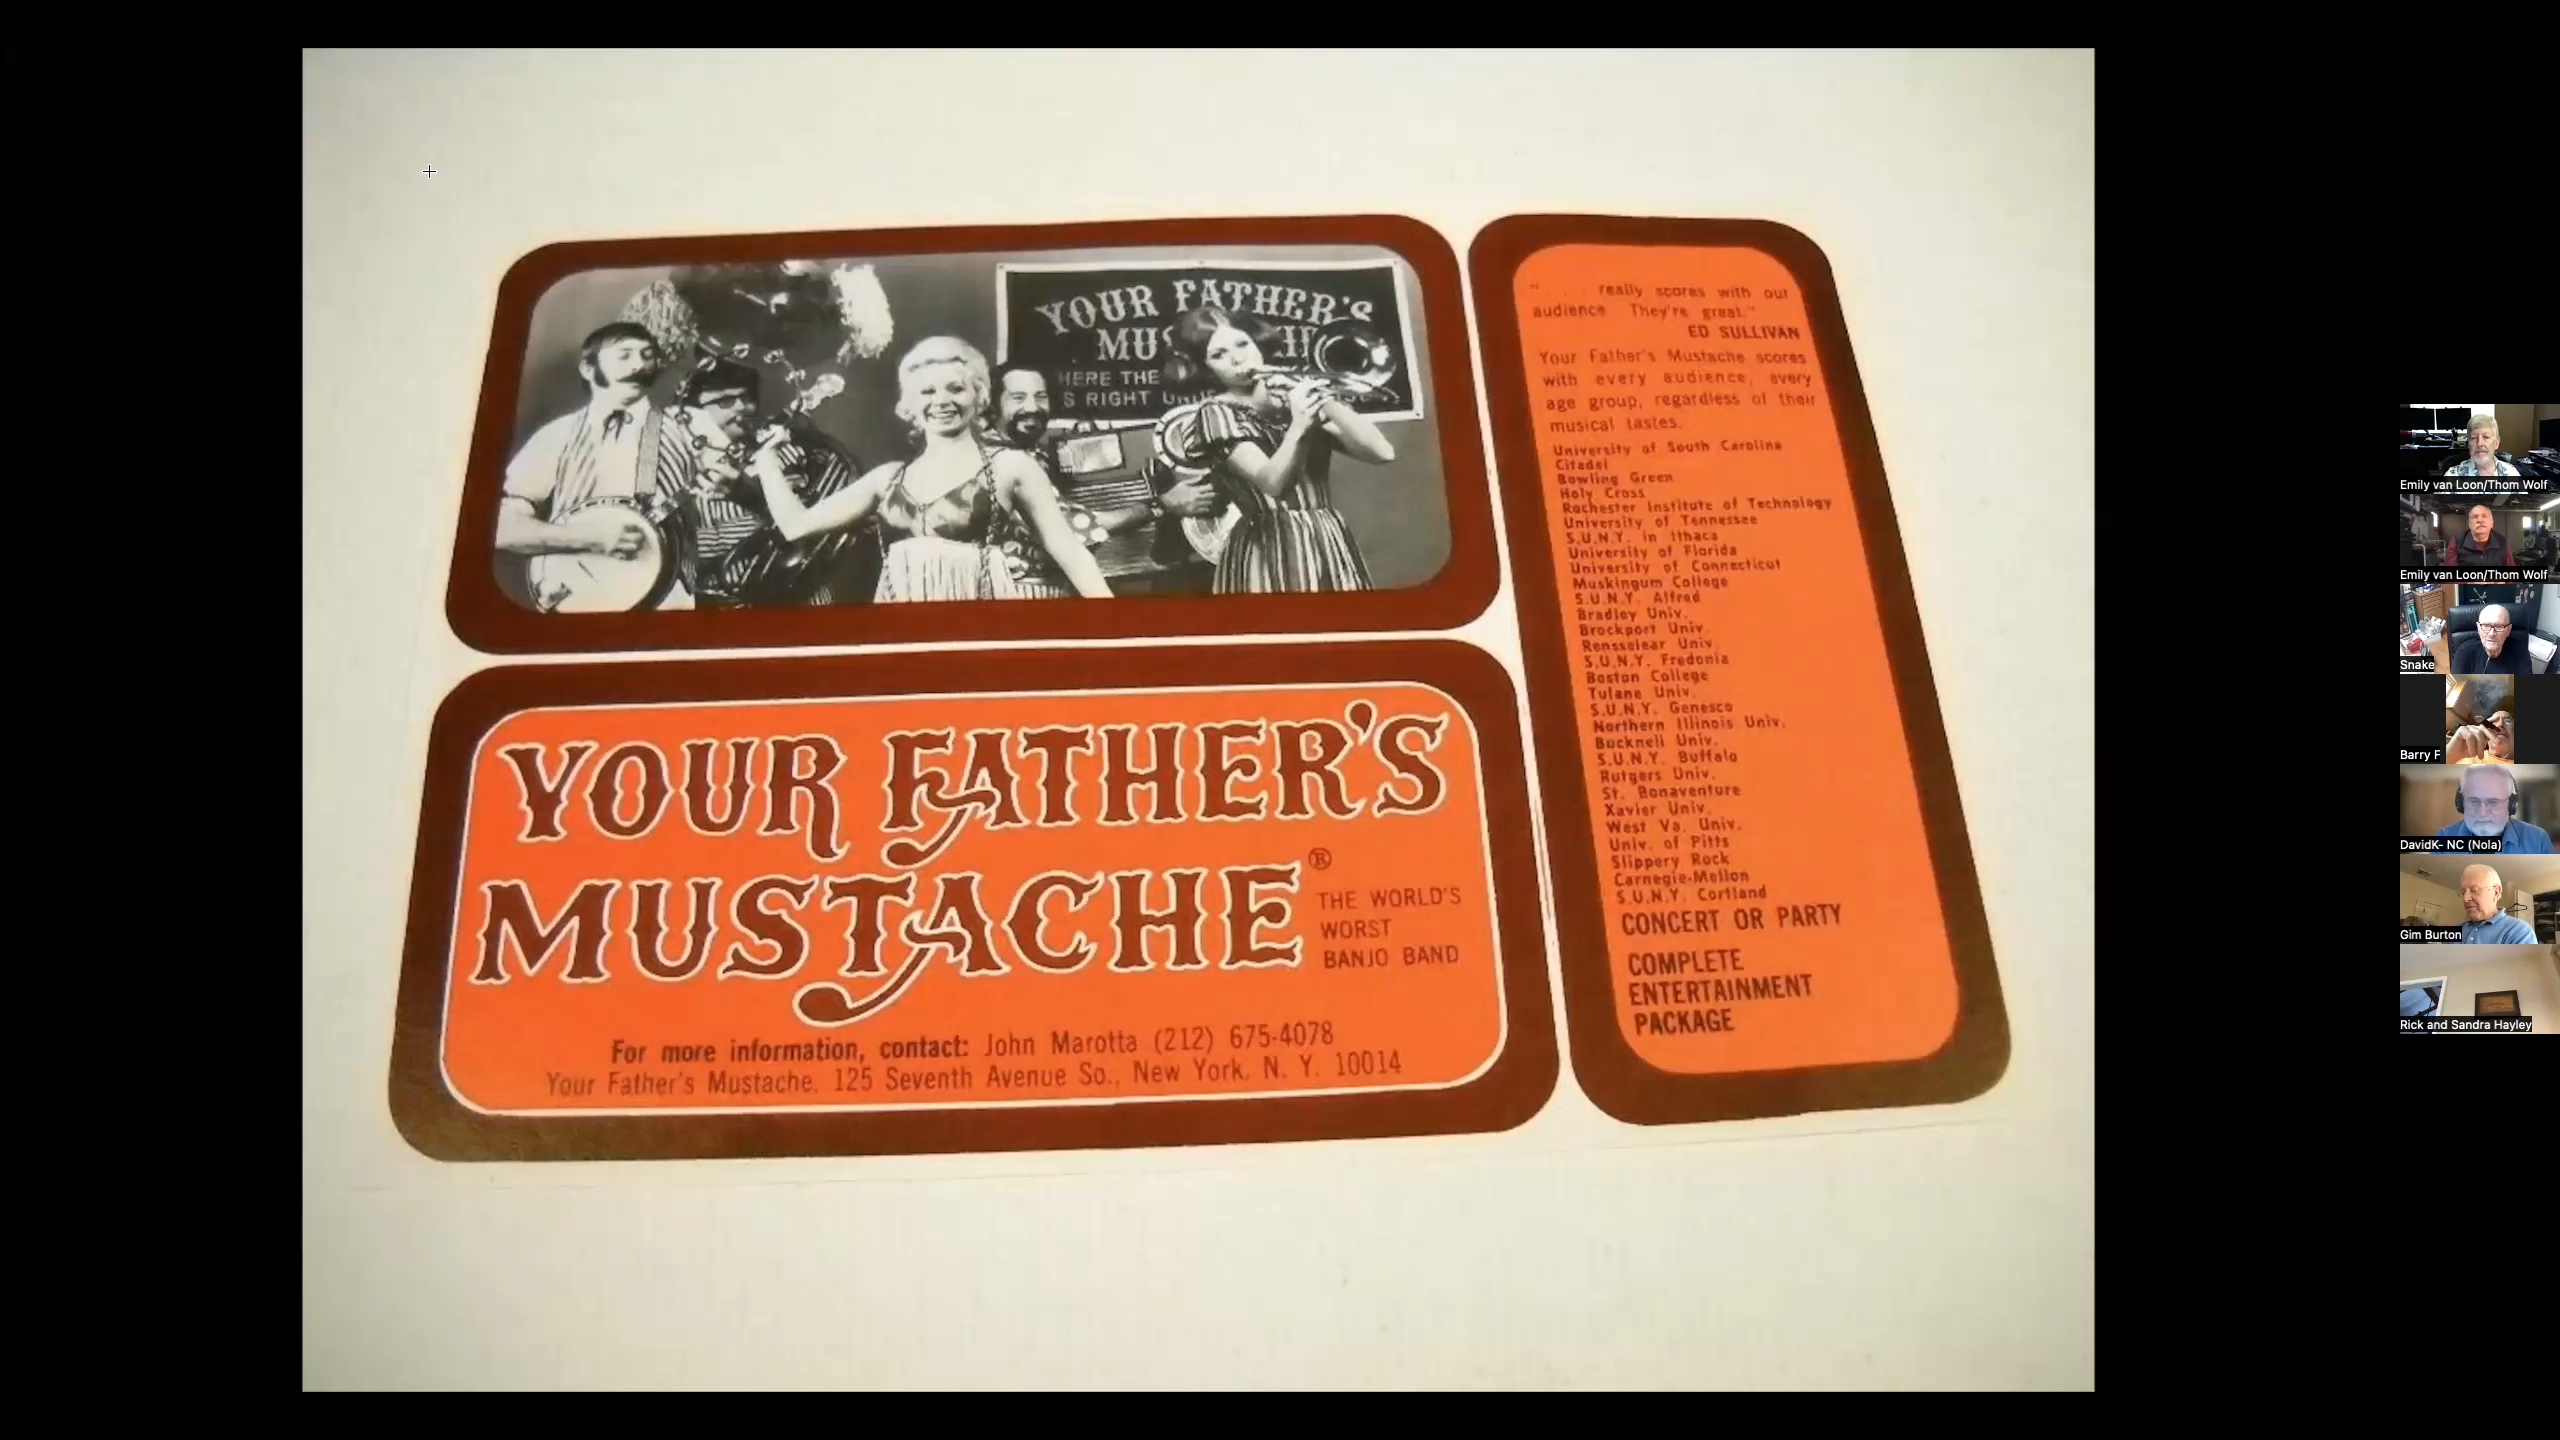 YOUR FATHER'S
HERE THE
S RIGHT
YOUR FATHER'S
MUSTACHE®
THE WORLD'S
WORST
BANJO BAND
For more information, contact: John Marotta (212) 675-4078
Your Father's Mustache, 125 Seventh Avenue So., New York, N. Y. 10014
". . . . really scores with our
audience. They're great."
ED SULLIVAN
Your Father's Mustache scores
with every audience, every
age group, regardless of their
musical tastes.
University of South Carolina
Citadel
Bowling Green
Holy Cross
Rochester Institute of Technology
University of Tennessee
S.U.N.Y. in Ithaca
University of Florida
University of Connecticut
Muskingum College
S.U.N.Y. Alfred
Bradley Univ.
Brockport Univ.
Rensselear Univ.
S.U.N.Y. Fredonia
Boston College
Tulane Univ.
S.U.N.Y. Genesco
Northern Illinois Univ.
Bucknell Univ.
S.U.N.Y. Buffalo
Rutgers Univ.
St. Bonaventure
Xavier Univ.
West Va. Univ.
Univ. of Pitts
Slippery Rock
Carnegie-Mellon
S.U.N.Y. Cortland
CONCERT OR PARTY
COMPLETE
ENTERTAINMENT
PACKAGE
Emily van Loon/Thom Wolf
Emily van Loon/Thom Wolf
Snake
Barry F
DavidK- NC (Nola)
Gim Burton
Rick and Sandra Hayley